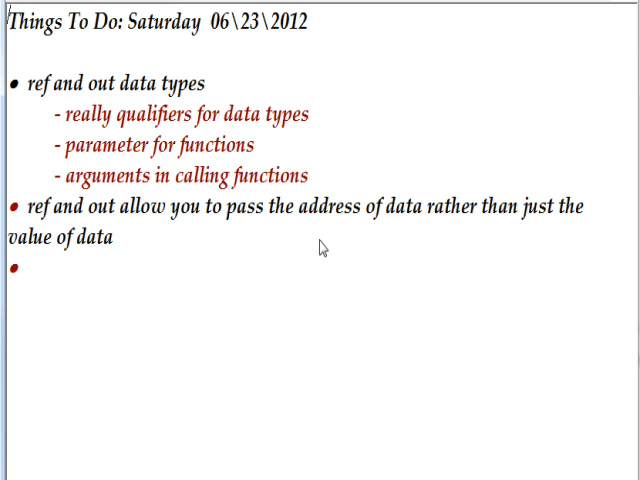 Things To Do: Saturday 06\23\2012
• ref and out data types
- really qualifiers for data types
- parameter for functions
- arguments in calling functions
• ref and out allow you to pass the address of data rather than just the
value of data
•